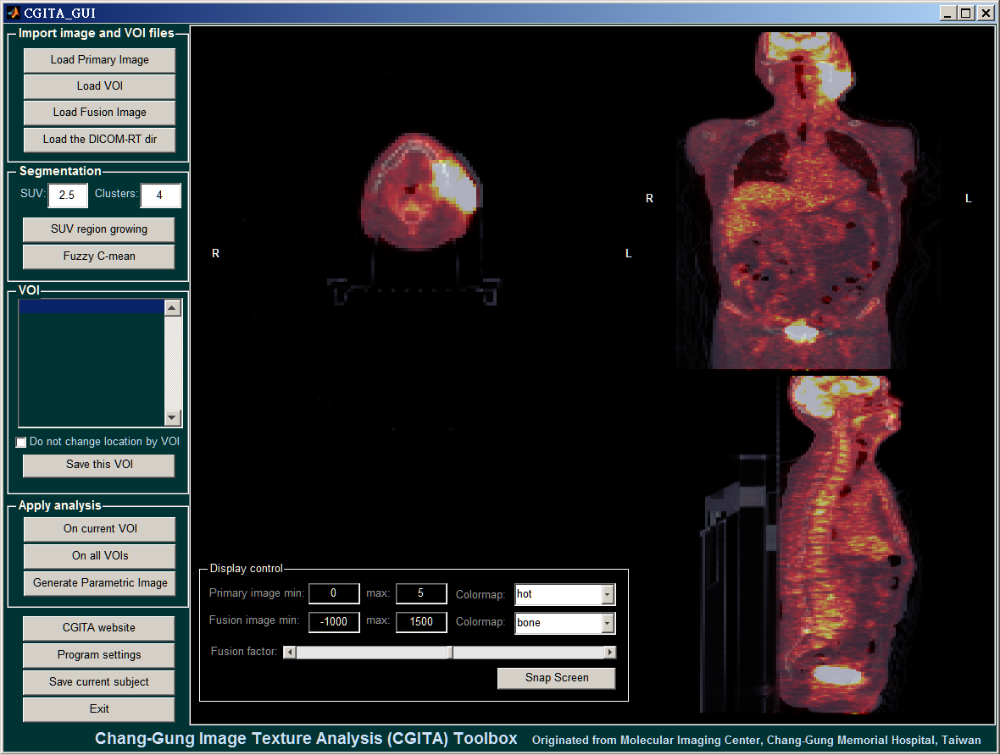 CGITA_GUI
Import image and VOI files
Load Primary Image
Load VOI
Load Fusion Image
Load the DICOM-RT dir
Segmentation
SUV: 2.5 Clusters: 4
SUV region growing
Fuzzy C-mean
VOI
Do not change location by VOI
Save this VOI
Apply analysis
On current VOI
On all VOIs
Generate Parametric Image
CGITA website
Program settings
Save current subject
Exit
R L
R L
Display control
Primary image min: 0 max: 5 Colormap: hot
Fusion image min: -1000 max: 1500 Colormap: bone
Fusion factor:
Snap Screen
Chang-Gung Image Texture Analysis (CGITA) Toolbox Originated from Molecular Imaging Center, Chang-Gung Memorial Hospital, Taiwan